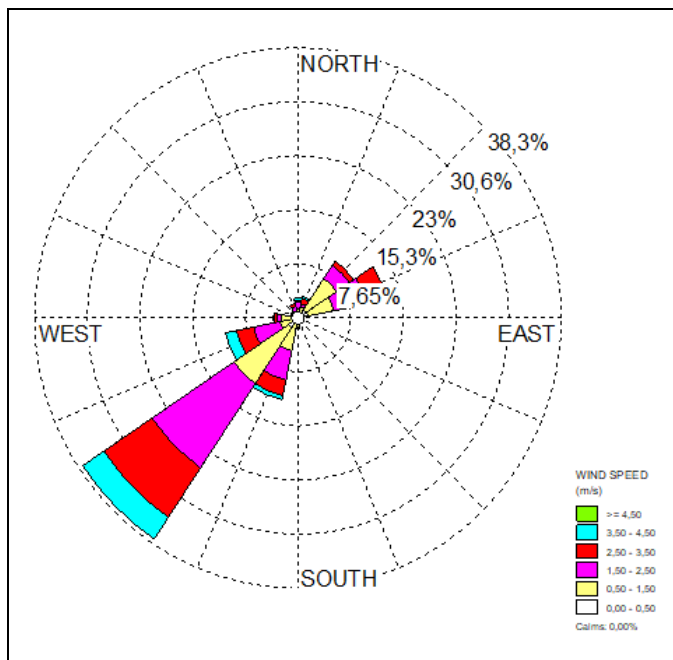 NORTH
38,3%
30,6%
23%
15,3%
7,65%
WEST
EAST
SOUTH
WIND SPEED
(m/s)
>= 4,50
3,50 - 4,50
2,50 - 3,50
1,50 - 2,50
0,50 - 1,50
0,00 - 0,50
Calms: 0,00%